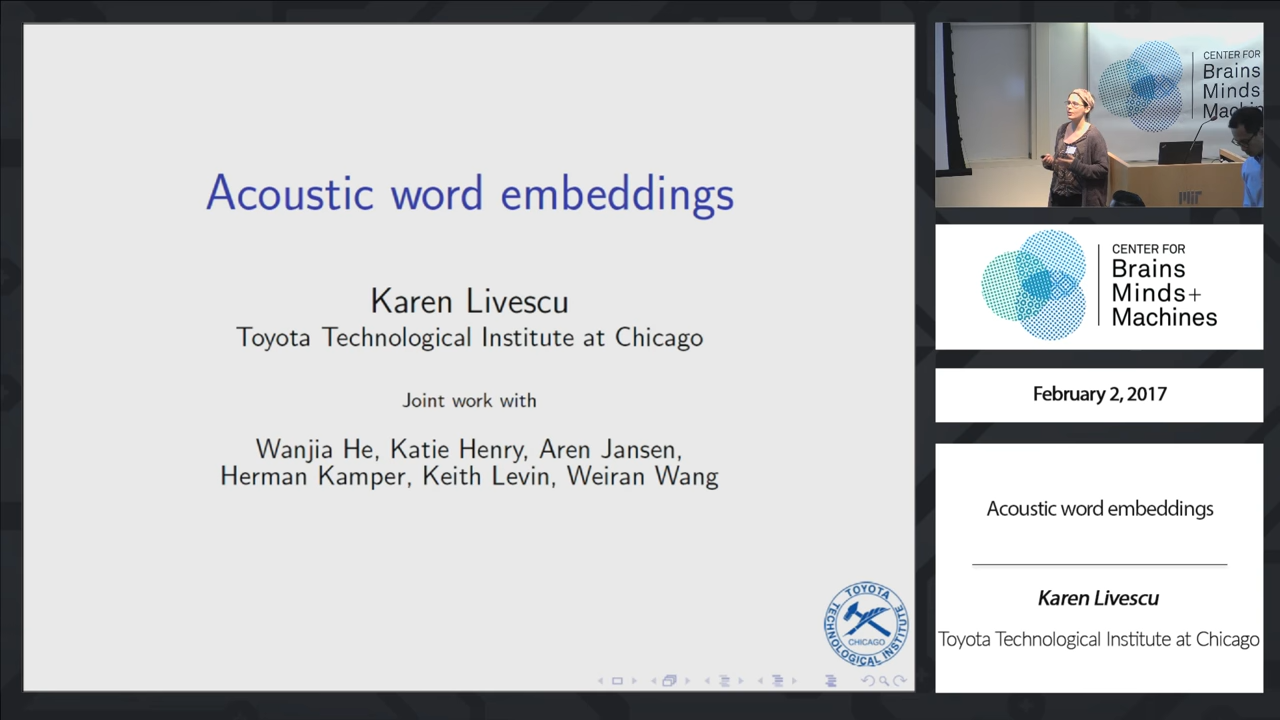 Acoustic word embeddings
Karen Livescu
Toyota Technological Institute at Chicago
Joint work with
Wanjia He, Katie Henry, Aren Jansen,
Herman Kamper, Keith Levin, Weiran Wang
TOYOTA
TECHNOLOGICAL INSTITUTE
CHICAGO
CENTER FOR
Brains
Minds
Machin
MIT
CENTER FOR
Brains
Minds+
Machines
February 2, 2017
Acoustic word embeddings
Karen Livescu
Toyota Technological Institute at Chicago